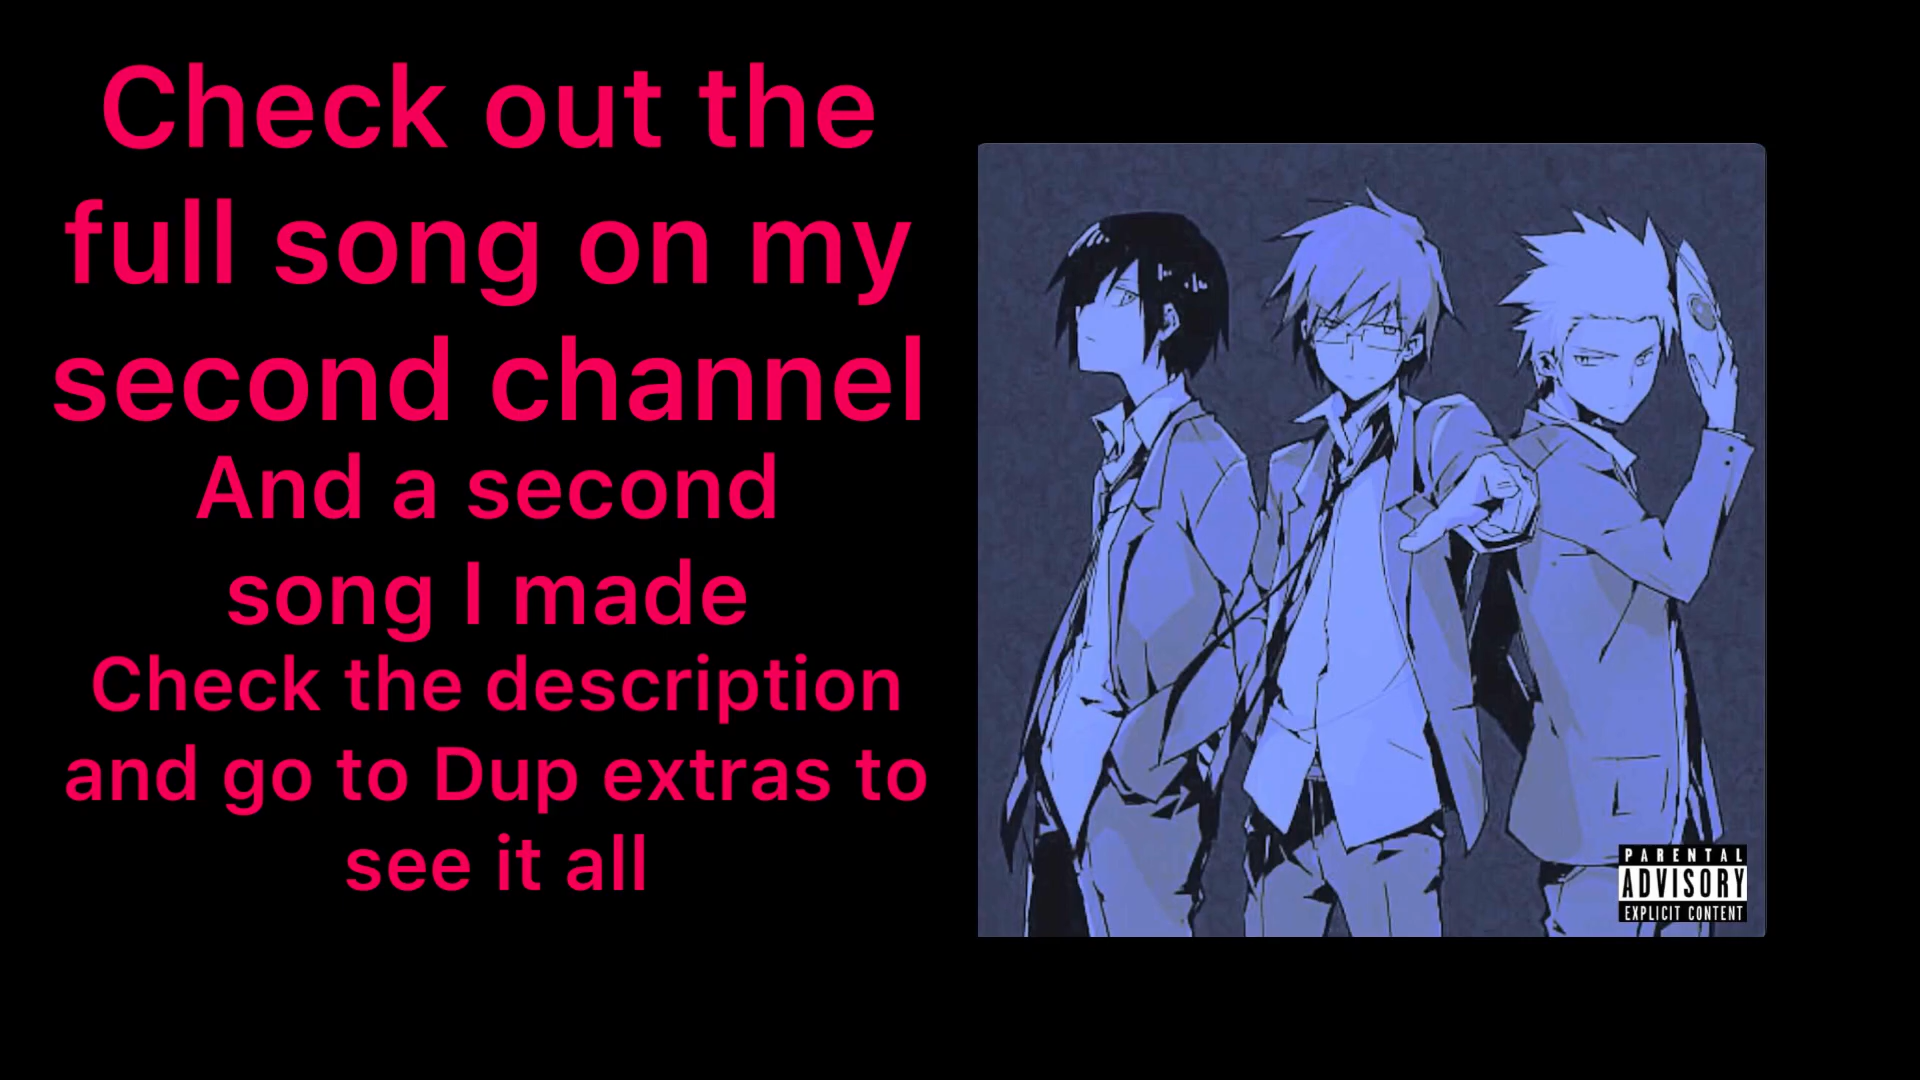 Check out the
full song on my
second channel
And a second
song I made
Check the description
and go to Dup extras to
see it all
PARENTAL
ADVISORY
EXPLICIT CONTENT